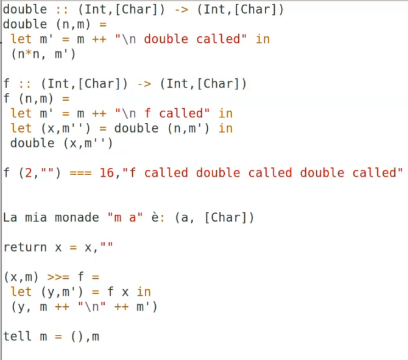 double :: (Int,[Char]) -> (Int,[Char])
double (n,m) =
 let m' = m ++ "\n double called" in
 (n*n, m')

f :: (Int,[Char]) -> (Int,[Char])
f (n,m) =
 let m' = m ++ "\n f called" in
 let (x,m'') = double (n,m') in
 double (x,m'')

f (2,"") === 16,"f called double called double called"

La mia monade "m a" è: (a, [Char])

return x = x,""

(x,m) >>= f =
 let (y,m') = f x in
 (y, m ++ "\n" ++ m')

tell m = (),m